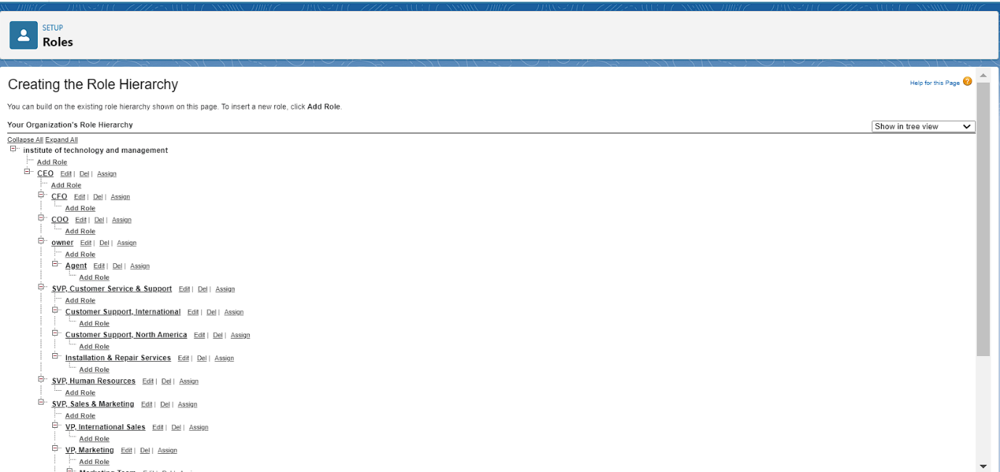 SETUP
Roles
Creating the Role Hierarchy
Help for this Page ?
You can build on the existing role hierarchy shown on this page. To insert a new role, click Add Role.
Your Organization's Role Hierarchy
Show in tree view
Collapse All Expand All
institute of technology and management
Add Role
CEO Edit | Del | Assign
Add Role
CFO Edit | Del | Assign
Add Role
COO Edit | Del | Assign
Add Role
owner Edit | Del | Assign
Add Role
Agent Edit | Del | Assign
Add Role
SVP, Customer Service & Support Edit | Del | Assign
Add Role
Customer Support, International Edit | Del | Assign
Add Role
Customer Support, North America Edit | Del | Assign
Add Role
Installation & Repair Services Edit | Del | Assign
Add Role
SVP, Human Resources Edit | Del | Assign
Add Role
SVP, Sales & Marketing Edit | Del | Assign
Add Role
VP, International Sales Edit | Del | Assign
Add Role
VP, Marketing Edit | Del | Assign
Add Role
Marketing Team Edit | Del | Assign